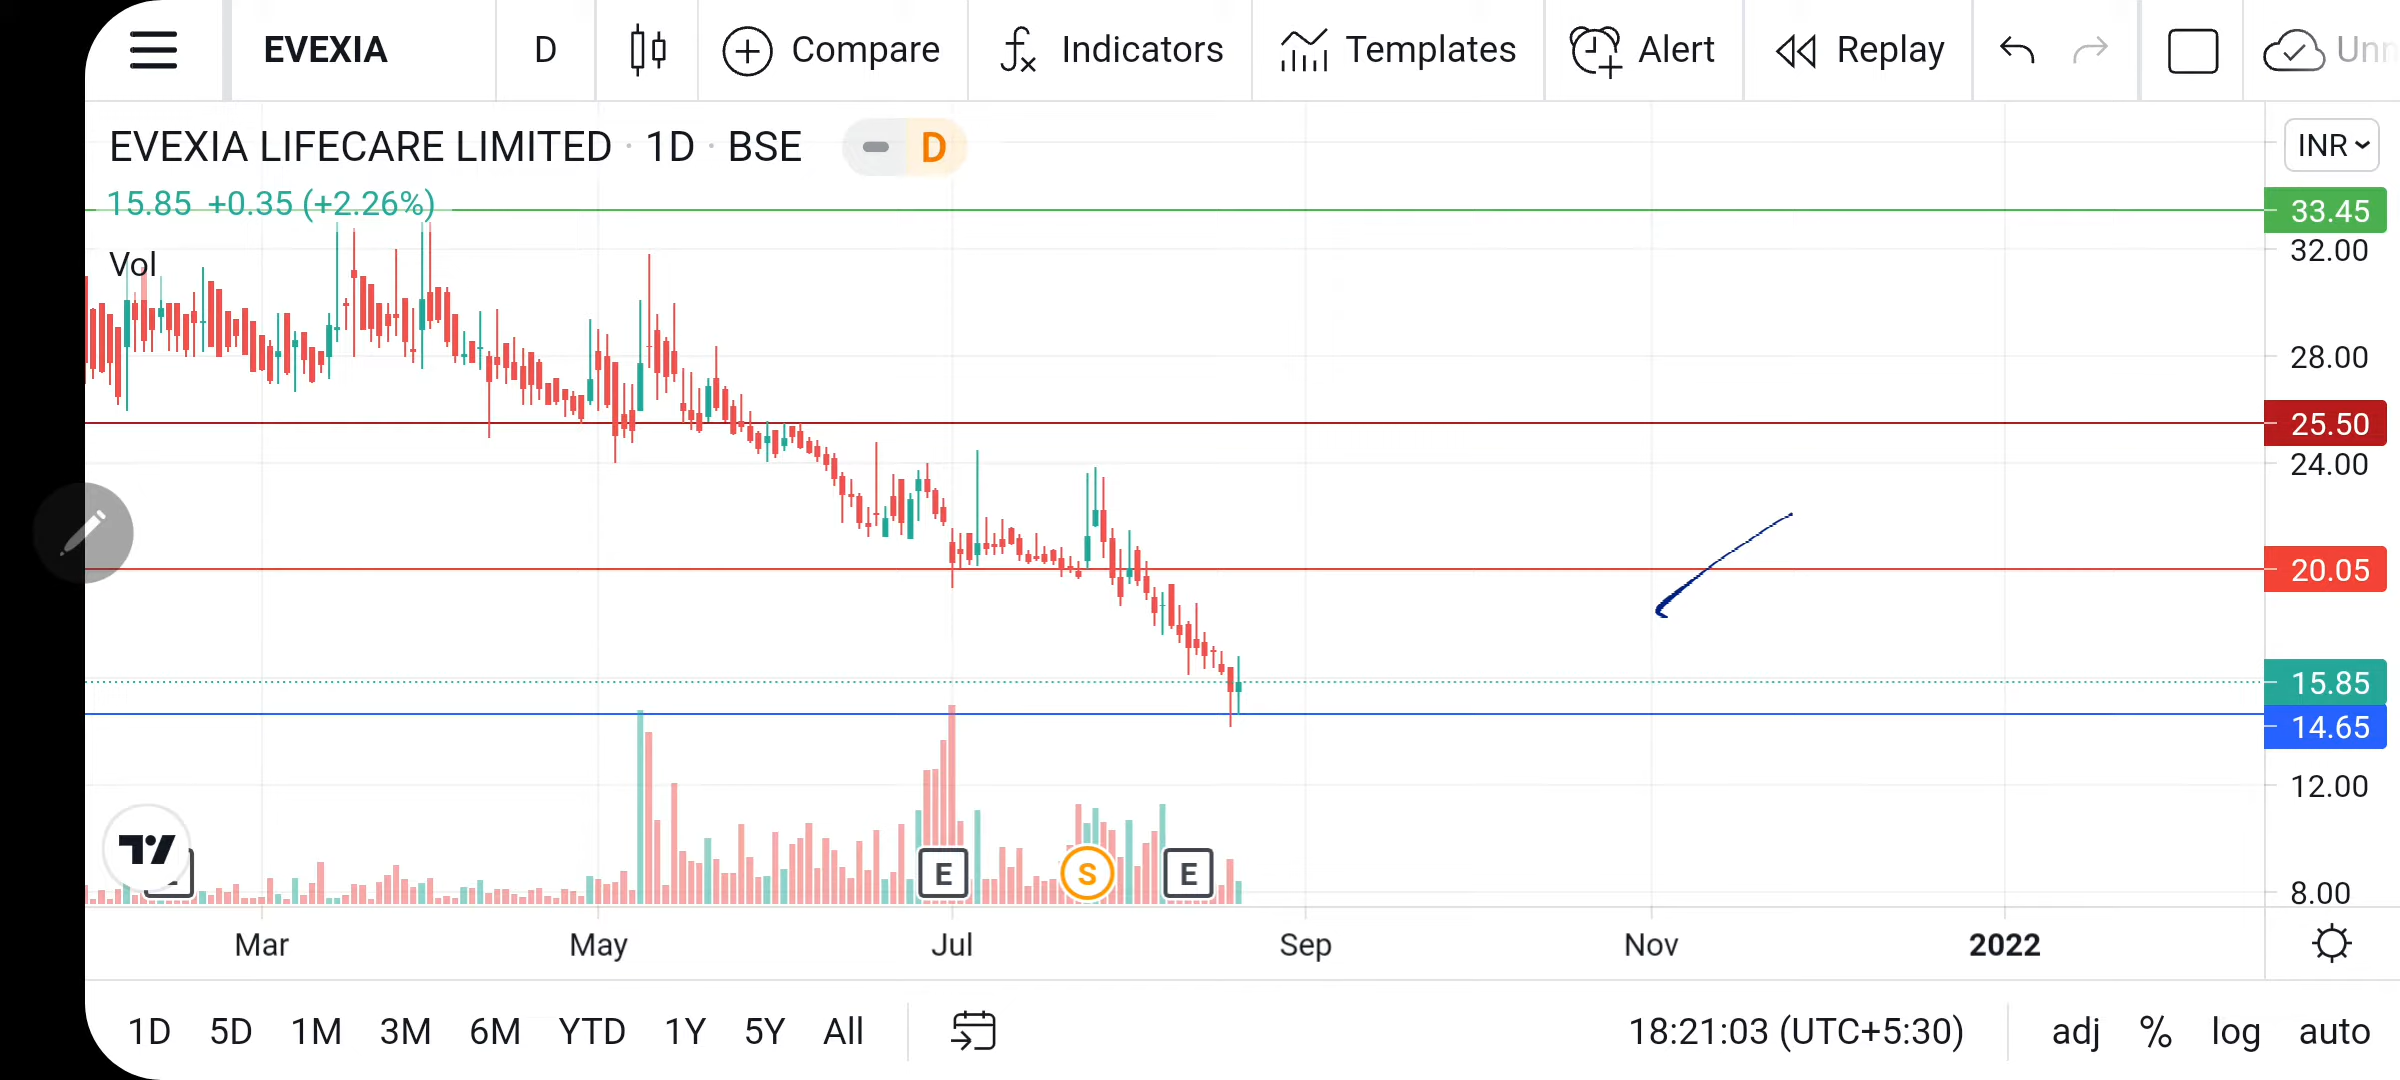 EVEXIA D Compare Indicators Templates Alert Replay
EVEXIA LIFECARE LIMITED · 1D · BSE D INR
15.85 +0.35 (+2.26%)
Vol
33.45
32.00
28.00
25.50
24.00
20.05
15.85
14.65
12.00
8.00
E S E
Mar May Jul Sep Nov 2022
1D 5D 1M 3M 6M YTD 1Y 5Y All 18:21:03 (UTC+5:30) adj % log auto